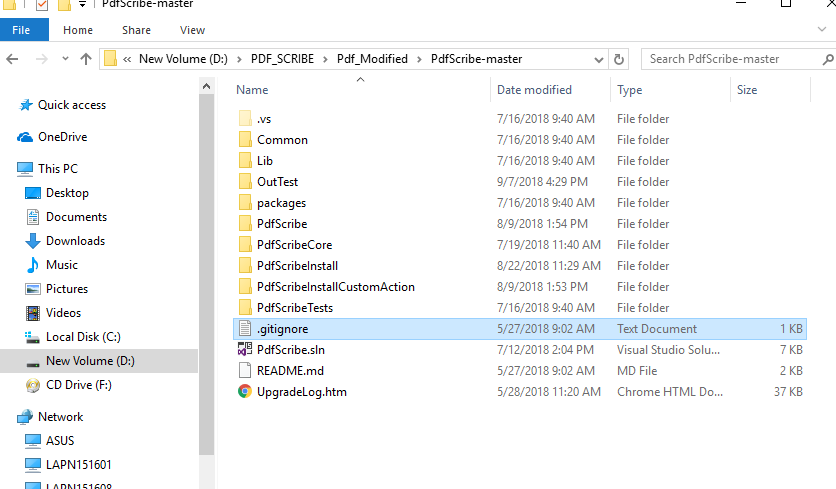 PdfScribe-master
File Home Share View
« New Volume (D:) > PDF_SCRIBE > Pdf_Modified > PdfScribe-master
Search PdfScribe-master
Quick access
OneDrive
This PC
Desktop
Documents
Downloads
Music
Pictures
Videos
Local Disk (C:)
New Volume (D:)
CD Drive (F:)
Network
ASUS
LAPN151601
LAPN151608
Name Date modified Type Size
.vs 7/16/2018 9:40 AM File folder
Common 7/16/2018 9:40 AM File folder
Lib 7/16/2018 9:40 AM File folder
OutTest 9/7/2018 4:29 PM File folder
packages 7/16/2018 9:40 AM File folder
PdfScribe 8/9/2018 1:54 PM File folder
PdfScribeCore 7/19/2018 11:40 AM File folder
PdfScribeInstall 8/22/2018 11:29 AM File folder
PdfScribeInstallCustomAction 8/9/2018 1:53 PM File folder
PdfScribeTests 7/16/2018 9:40 AM File folder
.gitignore 5/27/2018 9:02 AM Text Document 1 KB
PdfScribe.sln 7/12/2018 2:04 PM Visual Studio Solu... 7 KB
README.md 5/27/2018 9:02 AM MD File 2 KB
UpgradeLog.htm 5/28/2018 11:20 AM Chrome HTML Do... 37 KB